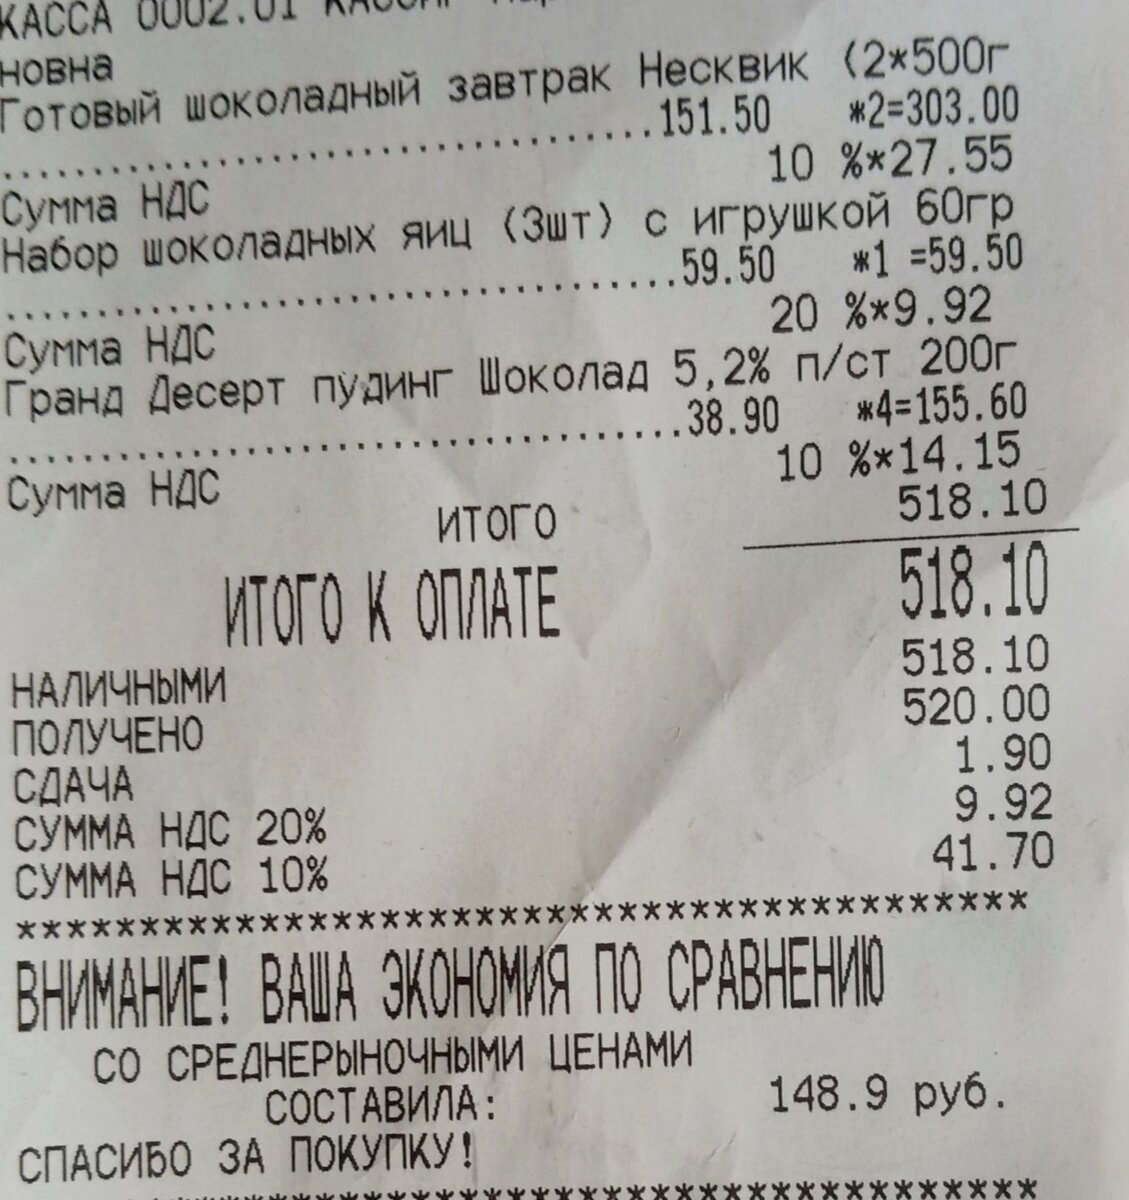 КАССА 0002.01
новна
Готовый шоколадный завтрак Несквик (2*500г
....................................151.50 *2=303.00
Сумма НДС 10 %*27.55
Набор шоколадных яиц (3шт) с игрушкой 60гр
.....................................59.50 *1 =59.50
Сумма НДС 20 %*9.92
Гранд Десерт пудинг Шоколад 5,2% п/ст 200г
.....................................38.90 *4=155.60
Сумма НДС 10 %*14.15
ИТОГО 518.10
ИТОГО К ОПЛАТЕ 518.10
НАЛИЧНЫМИ 518.10
ПОЛУЧЕНО 520.00
СДАЧА 1.90
СУММА НДС 20% 9.92
СУММА НДС 10% 41.70
******************************************
ВНИМАНИЕ! ВАША ЭКОНОМИЯ ПО СРАВНЕНИЮ
СО СРЕДНЕРЫНОЧНЫМИ ЦЕНАМИ
СОСТАВИЛА: 148.9 руб.
СПАСИБО ЗА ПОКУПКУ!
******************************************